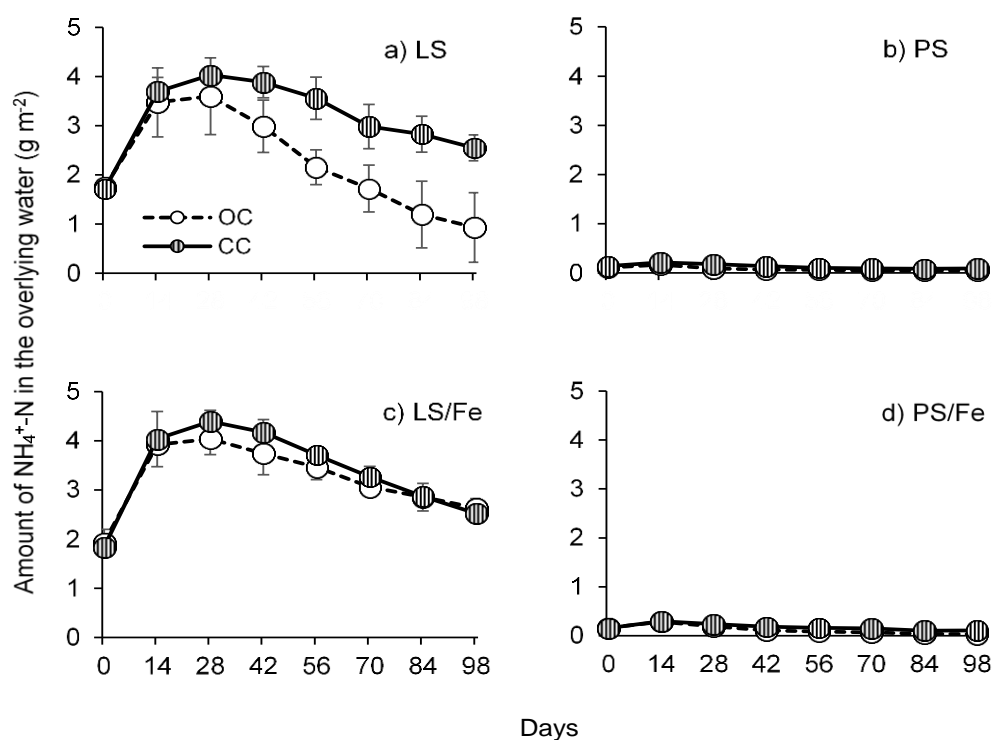 Amount of NH₄⁺-N in the overlying water (g m⁻²)
a) LS
5
4
3
2
1
0
OC
CC
b) PS
5
4
3
2
1
0
c) LS/Fe
5
4
3
2
1
0
0 14 28 42 56 70 84 98
d) PS/Fe
5
4
3
2
1
0
0 14 28 42 56 70 84 98
Days